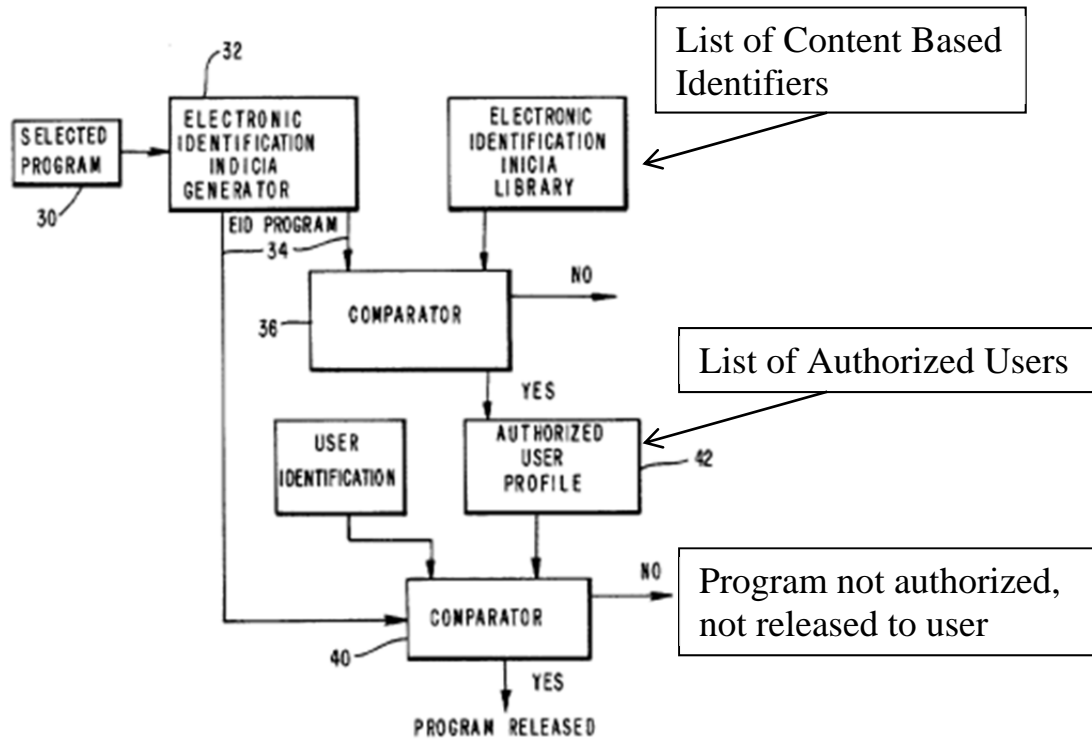 List of Content Based
Identifiers
32
SELECTED
PROGRAM
30
ELECTRONIC
IDENTIFICATION
INDICIA
GENERATOR
ELECTRONIC
IDENTIFICATION
INICIA
LIBRARY
EID PROGRAM
34
NO
36
COMPARATOR
List of Authorized Users
YES
USER
IDENTIFICATION
AUTHORIZED
USER
PROFILE
42
NO
Program not authorized,
not released to user
COMPARATOR
40
YES
PROGRAM RELEASED